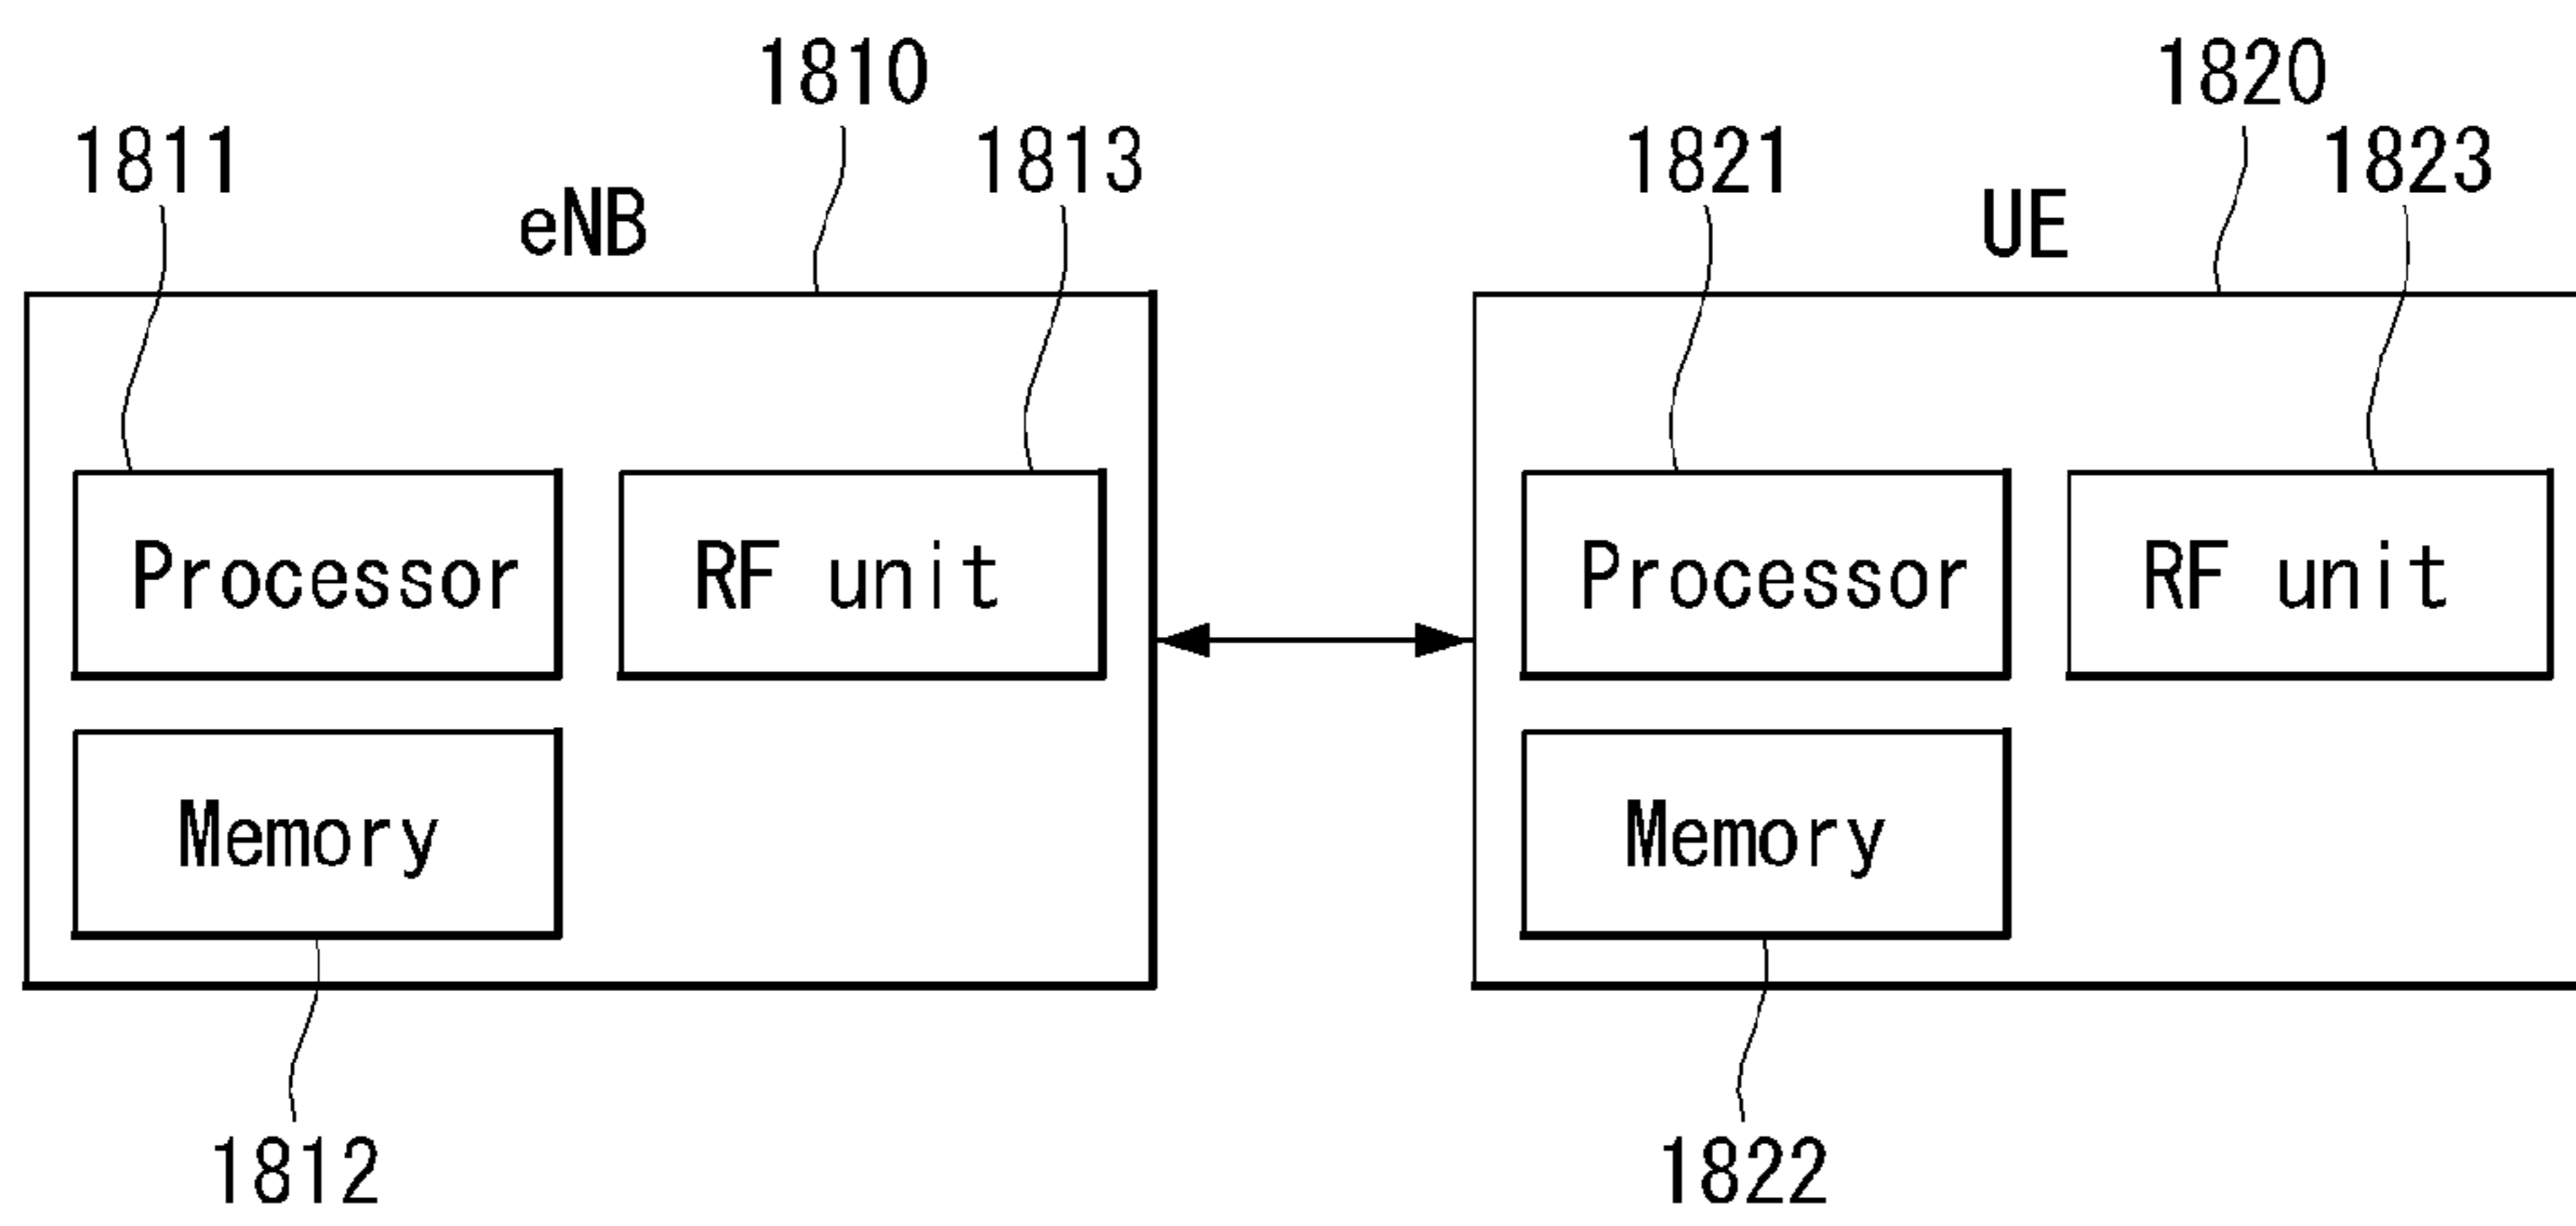 1810
1820
1811
1813
1821
1823
eNB
UE
Processor
RF unit
Processor
RF unit
Memory
Memory
1812
1822